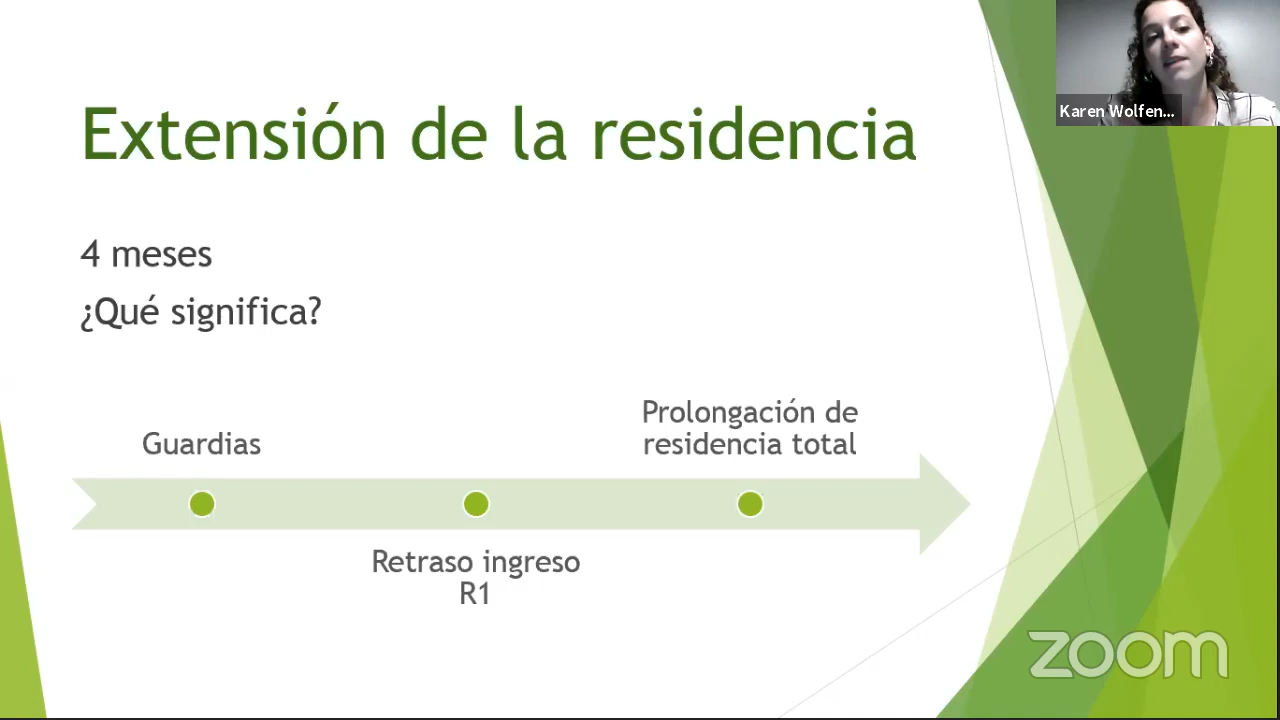 Extensión de la residencia
Karen Wolfen...
4 meses
¿Qué significa?
Guardias
Prolongación de
residencia total
Retraso ingreso
R1
zoom